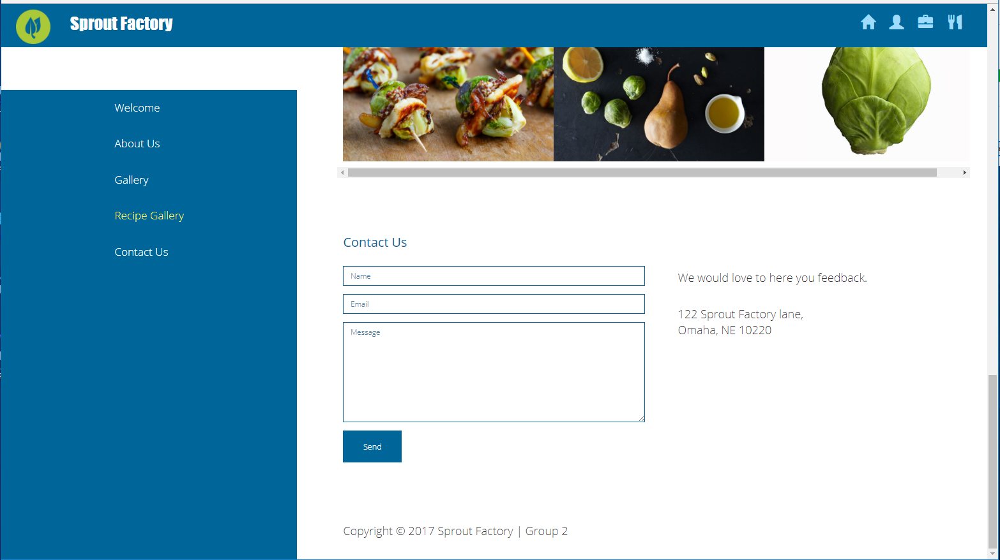 Sprout Factory
Welcome
About Us
Gallery
Recipe Gallery
Contact Us
Contact Us
Name
Email
Message
Send
We would love to here you feedback.
122 Sprout Factory lane,
Omaha, NE 10220
Copyright © 2017 Sprout Factory | Group 2